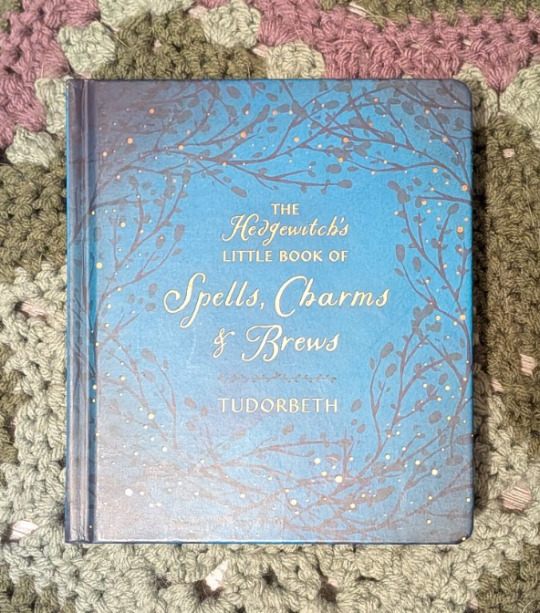 THE
Hedgewitch's
LITTLE BOOK OF
Spells, Charms
& Brews
TUDORBETH